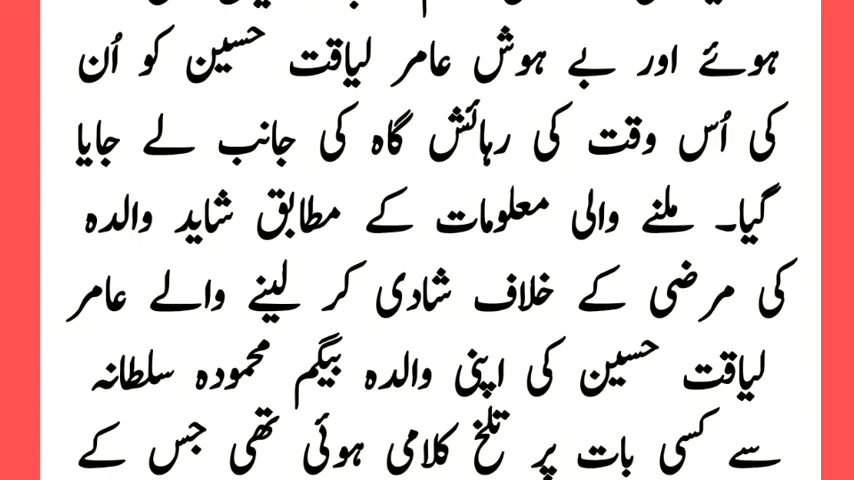 ہوئے اور بے ہوش عامر لیاقت حسین کو اُن
کی اُس وقت کی رہائش گاہ کی جانب لے جایا
گیا۔ ملنے والی معلومات کے مطابق شاید والدہ
کی مرضی کے خلاف شادی کر لینے والے عامر
لیاقت حسین کی اپنی والدہ بیگم محمودہ سلطانہ
سے کسی بات پر تلخ کلامی ہوئی تھی جس کے